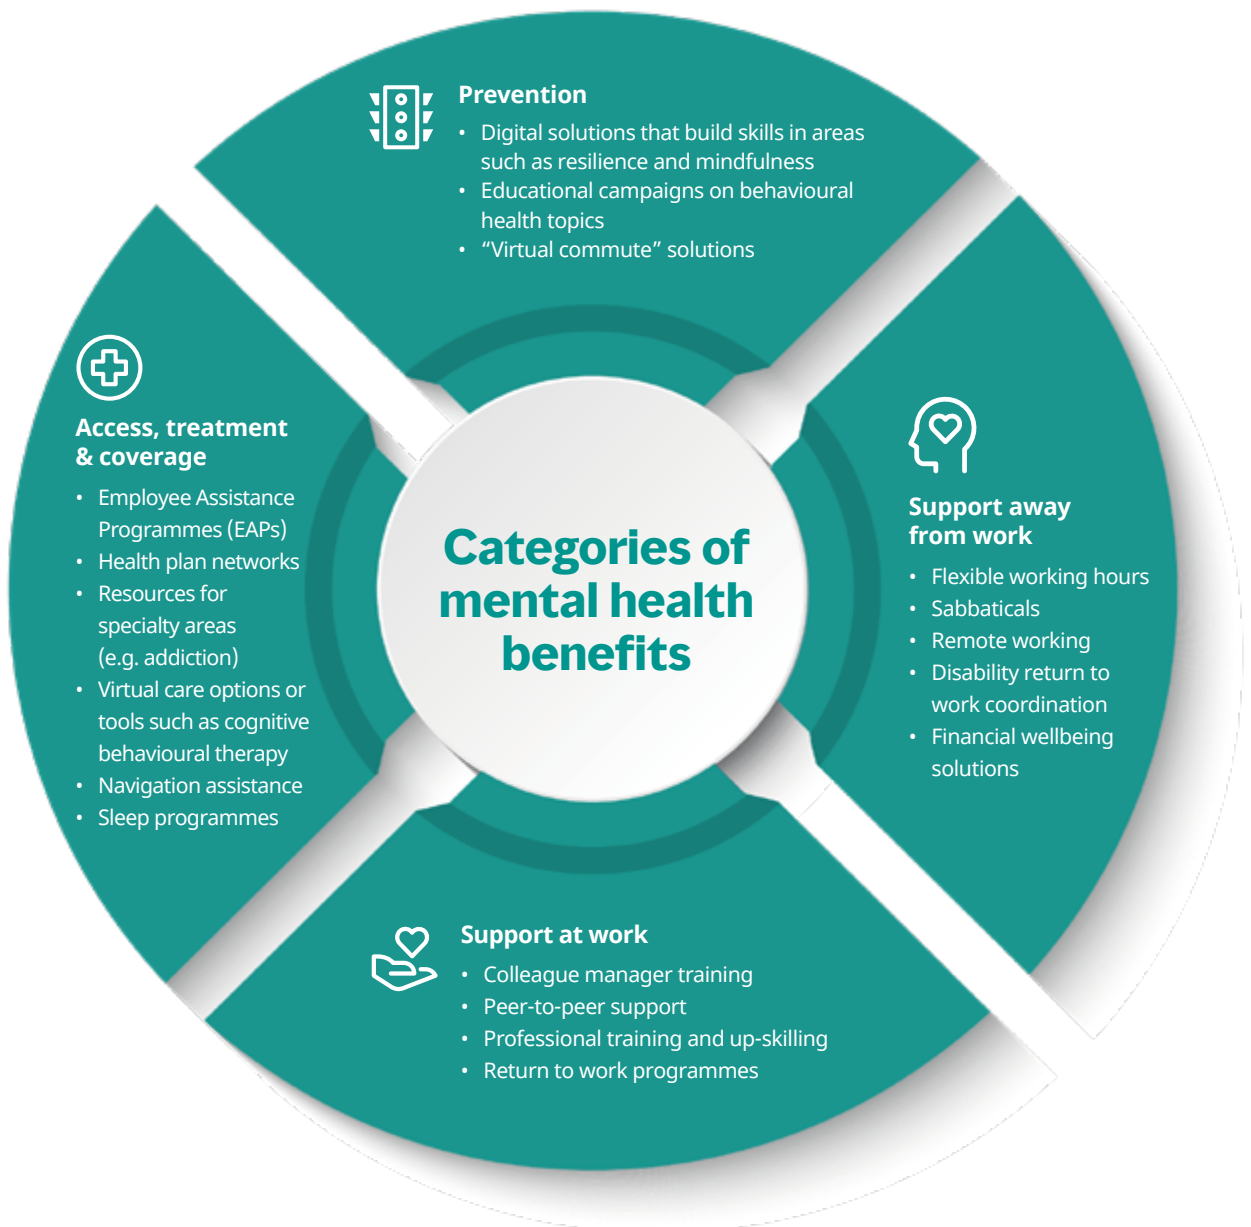 Prevention
• Digital solutions that build skills in areas
such as resilience and mindfulness
• Educational campaigns on behavioural
health topics
• “Virtual commute” solutions
Access, treatment
& coverage
• Employee Assistance
Programmes (EAPs)
• Health plan networks
• Resources for
specialty areas
(e.g. addiction)
• Virtual care options or
tools such as cognitive
behavioural therapy
• Navigation assistance
• Sleep programmes
Categories of
mental health
benefits
Support away
from work
• Flexible working hours
• Sabbaticals
• Remote working
• Disability return to
work coordination
• Financial wellbeing
solutions
Support at work
• Colleague manager training
• Peer-to-peer support
• Professional training and up-skilling
• Return to work programmes